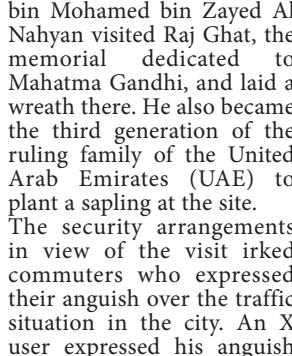 bin Mohamed bin Zayed Al
Nahyan visited Raj Ghat, the
memorial dedicated to
Mahatma Gandhi, and laid a
wreath there. He also became
the third generation of the
ruling family of the United
Arab Emirates (UAE) to
plant a sapling at the site.
The security arrangements
in view of the visit irked
commuters who expressed
their anguish over the traffic
situation in the city. An X
user expressed his anguish